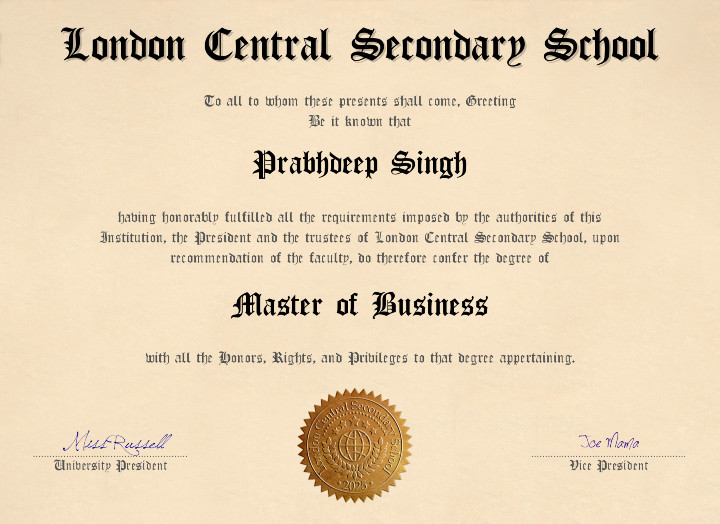 London Central Secondary School
To all to whom these presents shall come, Greeting
Be it known that
Prabhdeep Singh
having honorably fulfilled all the requirements imposed by the authorities of this
Institution, the President and the trustees of London Central Secondary School, upon
recommendation of the faculty, do therefore confer the degree of
Master of Business
with all the Honors, Rights, and Privileges to that degree appertaining.
London Central Secondary School
2025
Miss Russell
University President
Joe Mama
Vice President